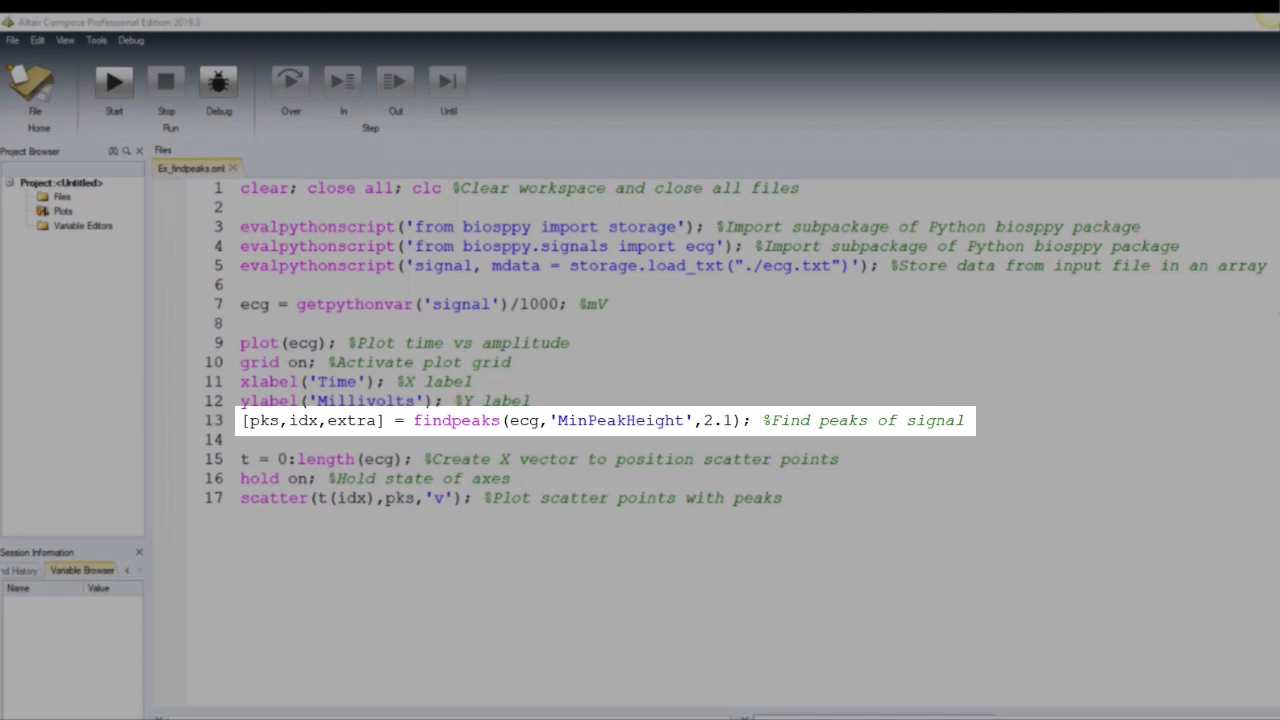 Altair Compose Professional Edition 2019.3
File Edit View Tools Debug
File Start Stop Debug Over In Out Until
Home Run Step
Project Browser
Files
Ex_findpeaks.oml
Project:<Untitled>
Files
Plots
Variable Editors
1 clear; close all; clc %Clear workspace and close all files
2
3 evalpythonscript('from biosppy import storage'); %Import subpackage of Python biosppy package
4 evalpythonscript('from biosppy.signals import ecg'); %Import subpackage of Python biosppy package
5 evalpythonscript('signal, mdata = storage.load_txt("./ecg.txt")'); %Store data from input file in an array
6
7 ecg = getpythonvar('signal')/1000; %mV
8
9 plot(ecg); %Plot time vs amplitude
10 grid on; %Activate plot grid
11 xlabel('Time'); %X label
12 ylabel('Millivolts'); %Y label
13 [pks,idx,extra] = findpeaks(ecg,'MinPeakHeight',2.1); %Find peaks of signal
14
15 t = 0:length(ecg); %Create X vector to position scatter points
16 hold on; %Hold state of axes
17 scatter(t(idx),pks,'v'); %Plot scatter points with peaks
Session Information
nd History Variable Browser
Name Value